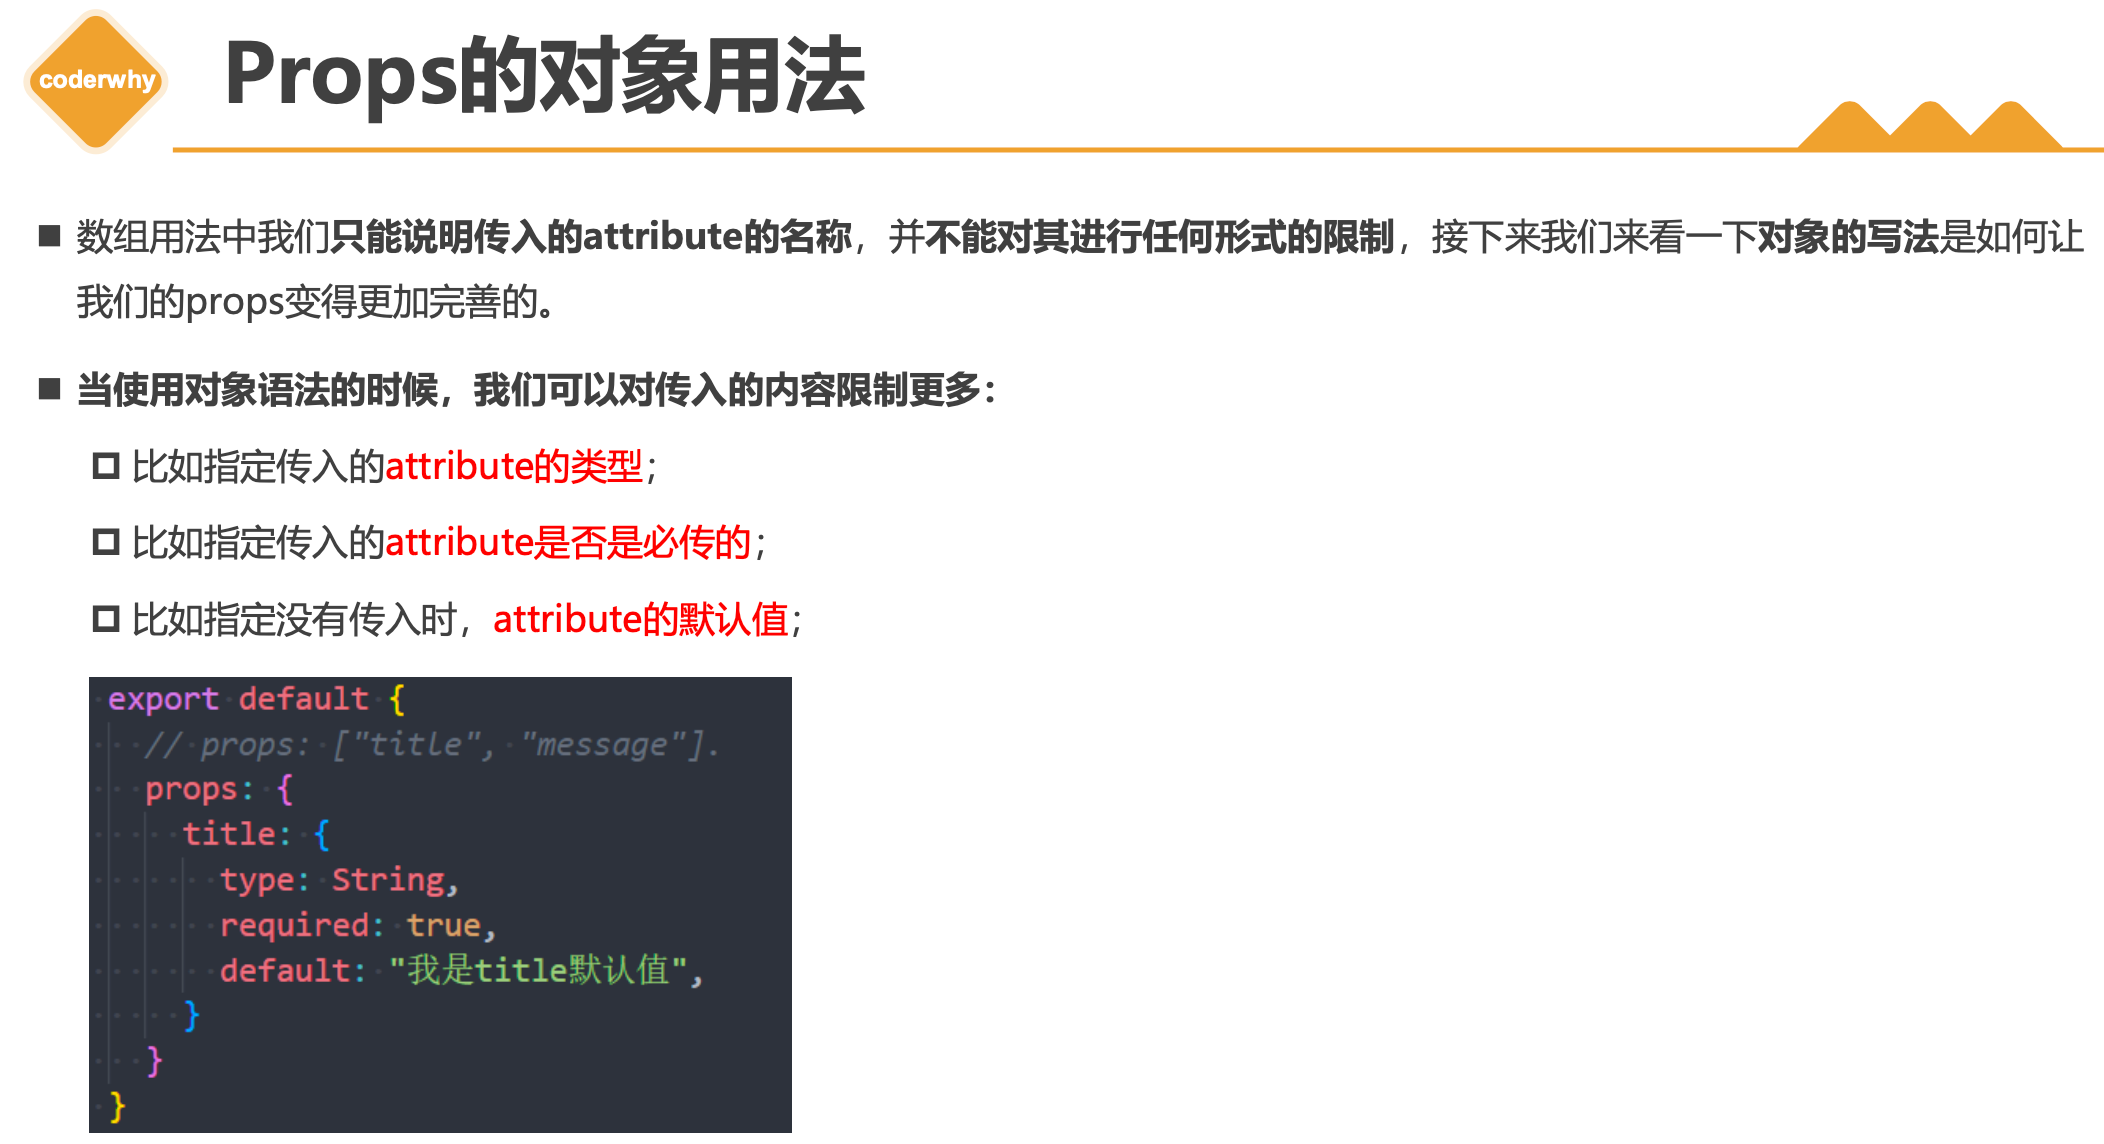 coderwhy
Props的对象用法
数组用法中我们只能说明传入的attribute的名称，并不能对其进行任何形式的限制，接下来我们来看一下对象的写法是如何让
我们的props变得更加完善的。
当使用对象语法的时候，我们可以对传入的内容限制更多：
比如指定传入的attribute的类型；
比如指定传入的attribute是否是必传的；
比如指定没有传入时，attribute的默认值；
export default {
// props: ["title", "message"].
props: {
title: {
type: String,
required: true,
default: "我是title默认值",
}
}
}